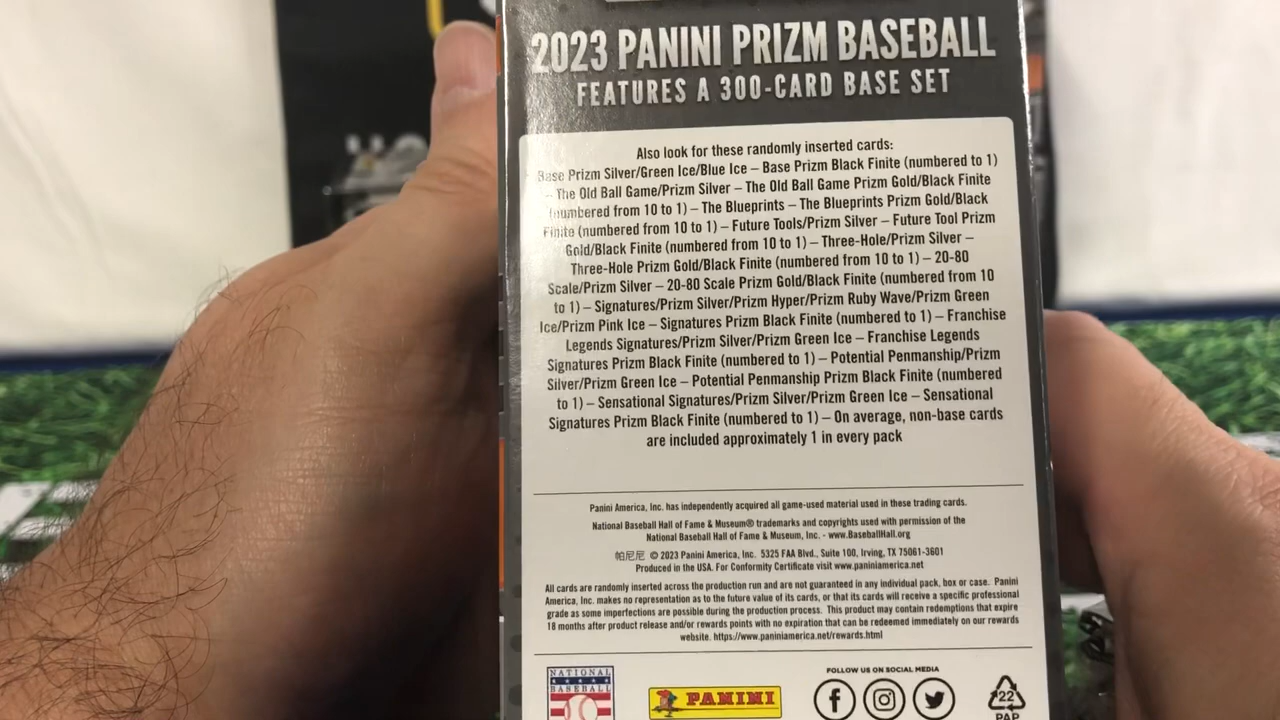 2023 PANINI PRIZM BASEBALL
FEATURES A 300-CARD BASE SET
Also look for these randomly inserted cards:
Base Prizm Silver/Green Ice/Blue Ice – Base Prizm Black Finite (numbered to 1)
– The Old Ball Game/Prizm Silver – The Old Ball Game Prizm Gold/Black Finite
(numbered from 10 to 1) – The Blueprints – The Blueprints Prizm Gold/Black
Finite (numbered from 10 to 1) – Future Tools/Prizm Silver – Future Tool Prizm
Gold/Black Finite (numbered from 10 to 1) – Three-Hole/Prizm Silver –
Three-Hole Prizm Gold/Black Finite (numbered from 10 to 1) – 20-80
Scale/Prizm Silver – 20-80 Scale Prizm Gold/Black Finite (numbered from 10
to 1) – Signatures/Prizm Silver/Prizm Hyper/Prizm Ruby Wave/Prizm Green
Ice/Prizm Pink Ice – Signatures Prizm Black Finite (numbered to 1) – Franchise
Legends Signatures/Prizm Silver/Prizm Green Ice – Franchise Legends
Signatures Prizm Black Finite (numbered to 1) – Potential Penmanship/Prizm
Silver/Prizm Green Ice – Potential Penmanship Prizm Black Finite (numbered
to 1) – Sensational Signatures/Prizm Silver/Prizm Green Ice – Sensational
Signatures Prizm Black Finite (numbered to 1) – On average, non-base cards
are included approximately 1 in every pack
Panini America, Inc. has independently acquired all game-used material used in these trading cards.
National Baseball Hall of Fame & Museum® trademarks and copyrights used with permission of the
National Baseball Hall of Fame & Museum, Inc. - www.BaseballHall.org
帕尼尼 © 2023 Panini America, Inc. 5325 FAA Blvd., Suite 100, Irving, TX 75061-3601
Produced in the USA. For Conformity Certificate visit www.paniniamerica.net
All cards are randomly inserted across the production run and are not guaranteed in any individual pack, box or case. Panini
America, Inc. makes no representation as to the future value of its cards, or that its cards will receive a specific professional
grade as some imperfections are possible during the production process. This product may contain redemptions that expire
18 months after product release and/or rewards points with no expiration that can be redeemed immediately on our rewards
website. https://www.paniniamerica.net/rewards.html
NATIONAL
BASEBALL
PANINI
FOLLOW US ON SOCIAL MEDIA
22
PAP